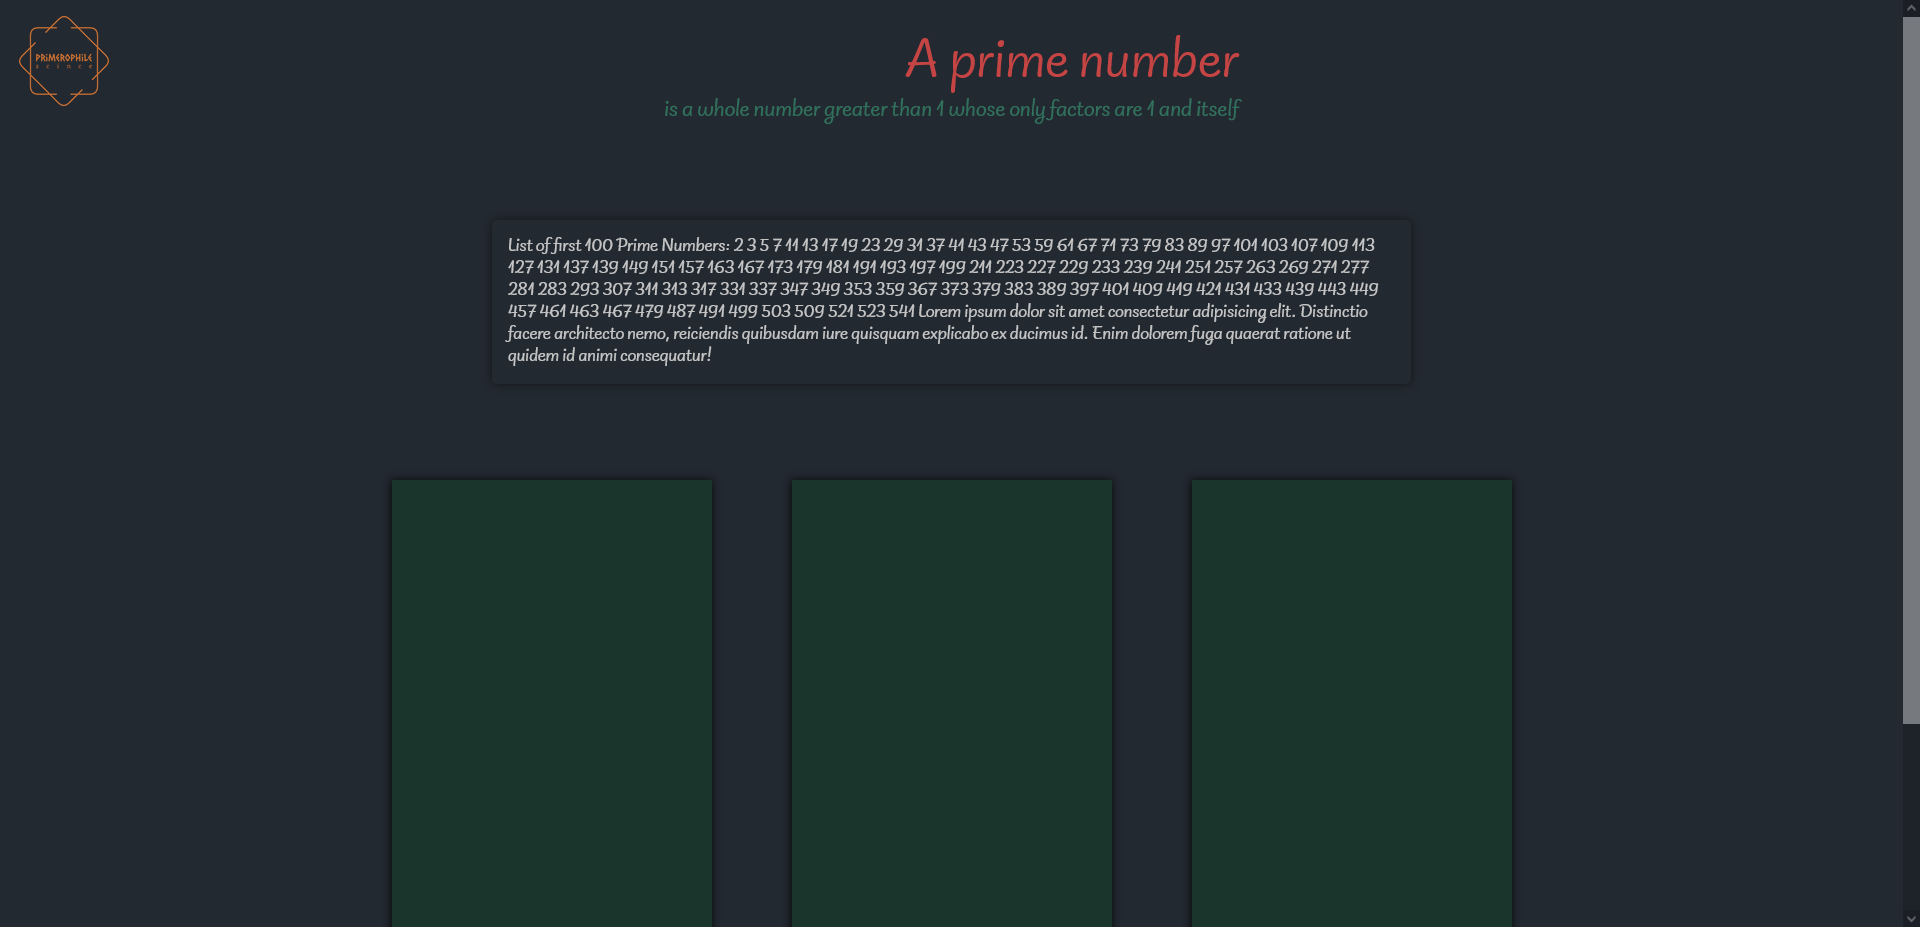 PRIMEROPHILE
A prime number
is a whole number greater than 1 whose only factors are 1 and itself
List of first 100 Prime Numbers: 2 3 5 7 11 13 17 19 23 29 31 37 41 43 47 53 59 61 67 71 73 79 83 89 97 101 103 107 109 113
127 131 137 139 149 151 157 163 167 173 179 181 191 193 197 199 211 223 227 229 233 239 241 251 257 263 269 271 277
281 283 293 307 311 313 317 331 337 347 349 353 359 367 373 379 383 389 397 401 409 419 421 431 433 439 443 449
457 461 463 467 479 487 491 499 503 509 521 523 541 Lorem ipsum dolor sit amet consectetur adipisicing elit. Distinctio
facere architecto nemo, reiciendis quibusdam iure quisquam explicabo ex ducimus id. Enim dolorem fuga quaerat ratione ut
quidem id animi consequatur!